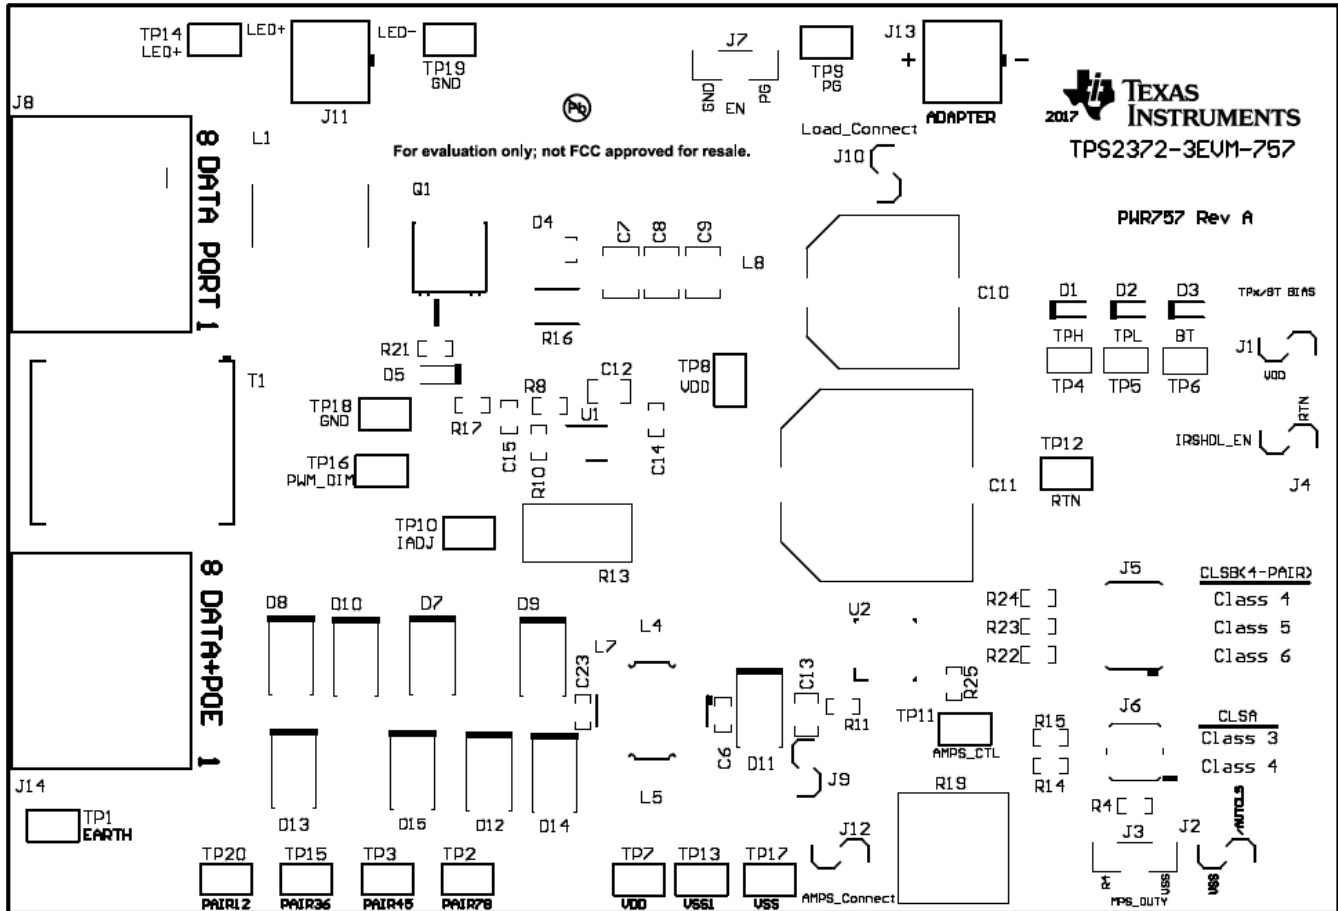 TP14
LED+
LED+
J11
LED-
TP19
GND
J7
GND
EN
PG
TP9
PG
J13
+
-
ADAPTER
2017
TEXAS
INSTRUMENTS
TPS2372-3EVM-757
PWR757 Rev A
Pb
For evaluation only; not FCC approved for resale.
Load_Connect
J10
J8
8 DATA PORT 1
L1
Q1
D4
C7
C8
C9
L8
C10
R16
D1
D2
D3
TPx/BT BIAS
TPH
TPL
BT
TP4
TP5
TP6
J1
VDD
R21
D5
T1
TP18
GND
R17
C15
R8
C12
U1
R10
C14
TP8
VDD
TP16
PWM_DIM
TP10
IADJ
R13
C11
TP12
RTN
RTN
IRSHDL_EN
J4
8 DATA+POE 1
J14
D8
D10
D7
D9
L7
L4
C23
U2
R24
R23
R22
J5
CLSB(4-PAIR)
Class 4
Class 5
Class 6
C13
R11
R25
TP11
AMPS_CTL
C6
D11
J9
L5
D13
D15
D12
D14
J6
R15
R14
CLSA
Class 3
Class 4
R19
R4
J3
R4
VSS
MPS_DUTY
J2
/AUTCLS
VSS
TP1
EARTH
TP20
PAIR12
TP15
PAIR36
TP3
PAIR45
TP2
PAIR78
TP7
VDD
TP13
VSS1
TP17
VSS
J12
AMPS_Connect